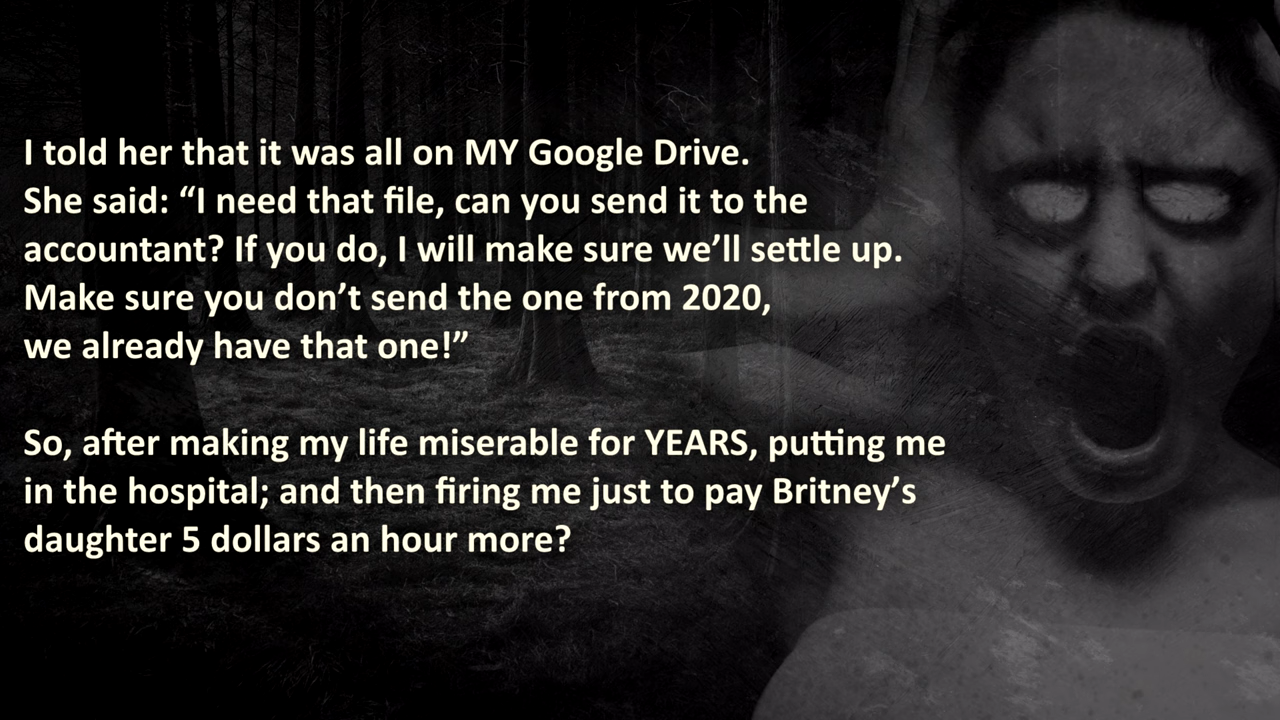 I told her that it was all on MY Google Drive.
She said: “I need that file, can you send it to the
accountant? If you do, I will make sure we’ll settle up.
Make sure you don’t send the one from 2020,
we already have that one!”
So, after making my life miserable for YEARS, putting me
in the hospital; and then firing me just to pay Britney’s
daughter 5 dollars an hour more?